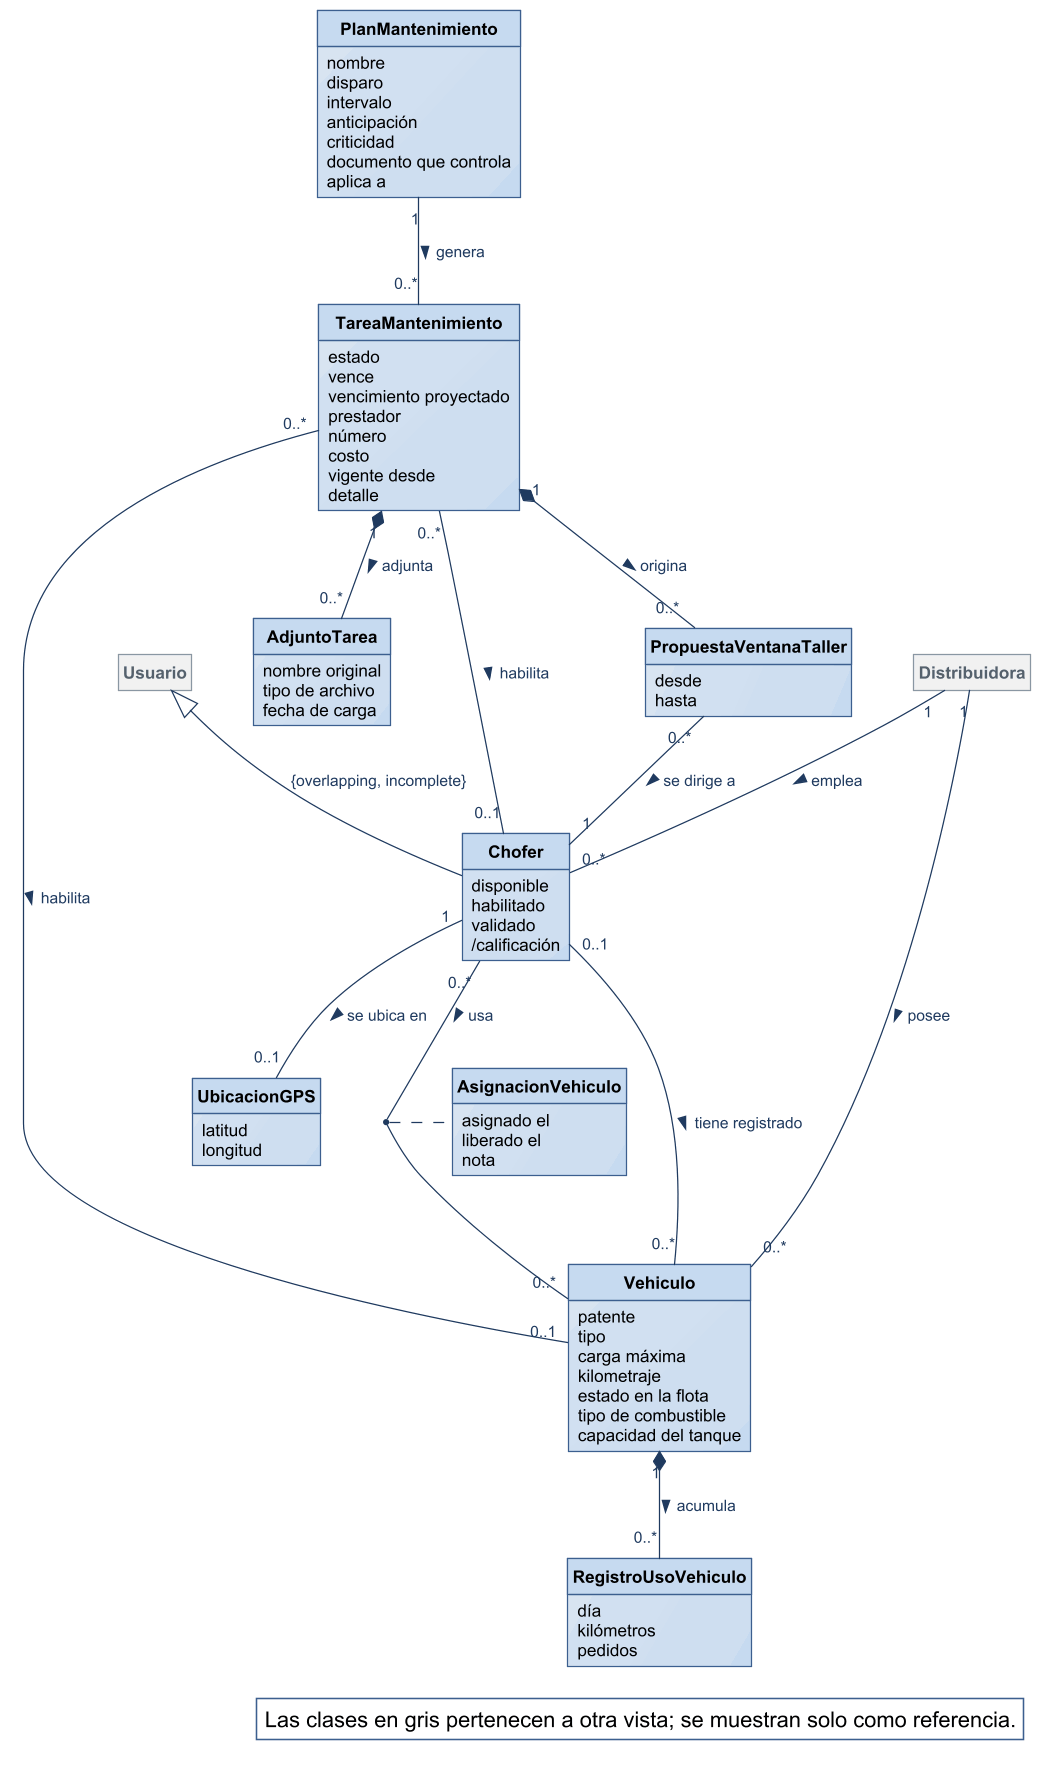 PlanMantenimiento
nombre
disparo
intervalo
anticipación
criticidad
documento que controla
aplica a
1
genera
0..*
TareaMantenimiento
estado
vence
vencimiento proyectado
prestador
número
costo
vigente desde
detalle
0..*
1
0..*
1
adjunta
origina
0..*
0..*
AdjuntoTarea
nombre original
tipo de archivo
fecha de carga
PropuestaVentanaTaller
desde
hasta
Usuario
Distribuidora
habilita
1
1
0..*
{overlapping, incomplete}
se dirige a
emplea
0..1
1
0..*
Chofer
disponible
habilitado
validado
/calificación
habilita
1
0..1
0..*
se ubica en
usa
posee
0..1
UbicacionGPS
latitud
longitud
AsignacionVehiculo
asignado el
liberado el
nota
tiene registrado
0..*
0..*
0..*
0..1
Vehiculo
patente
tipo
carga máxima
kilometraje
estado en la flota
tipo de combustible
capacidad del tanque
1
acumula
0..*
RegistroUsoVehiculo
día
kilómetros
pedidos
Las clases en gris pertenecen a otra vista; se muestran solo como referencia.